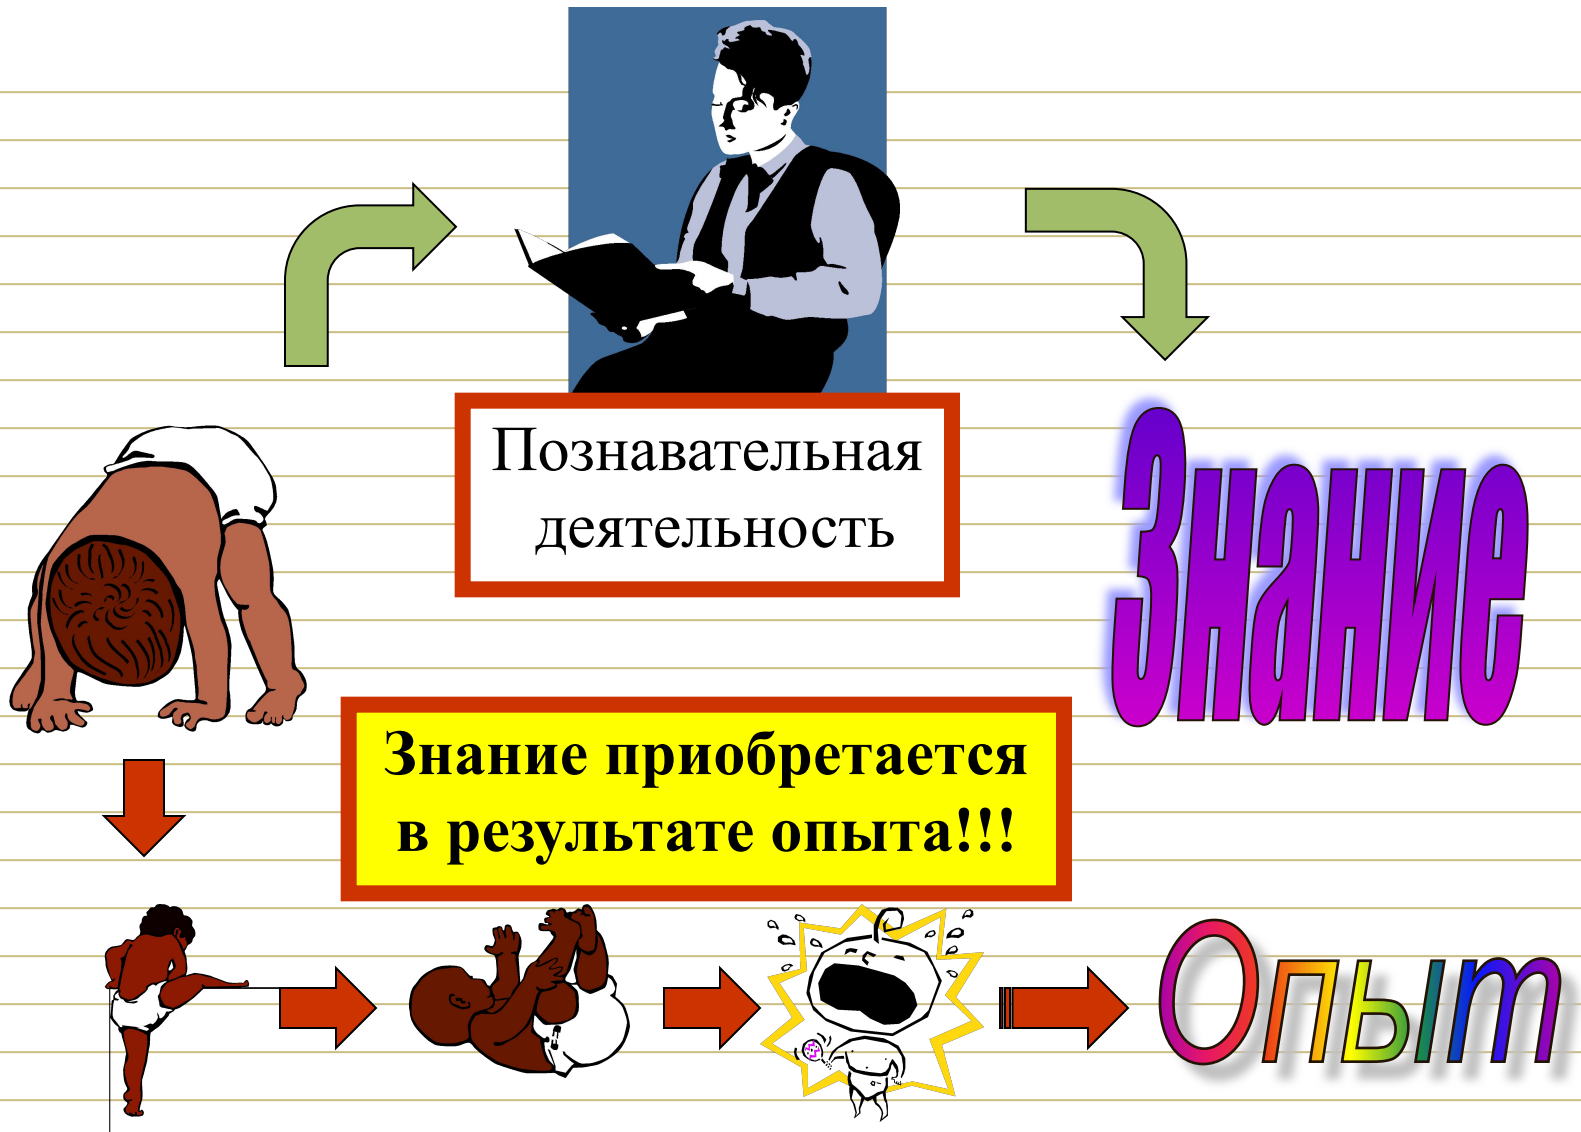 Познавательная
деятельность
Знание
Знание приобретается
в результате опыта!!!
Опыт